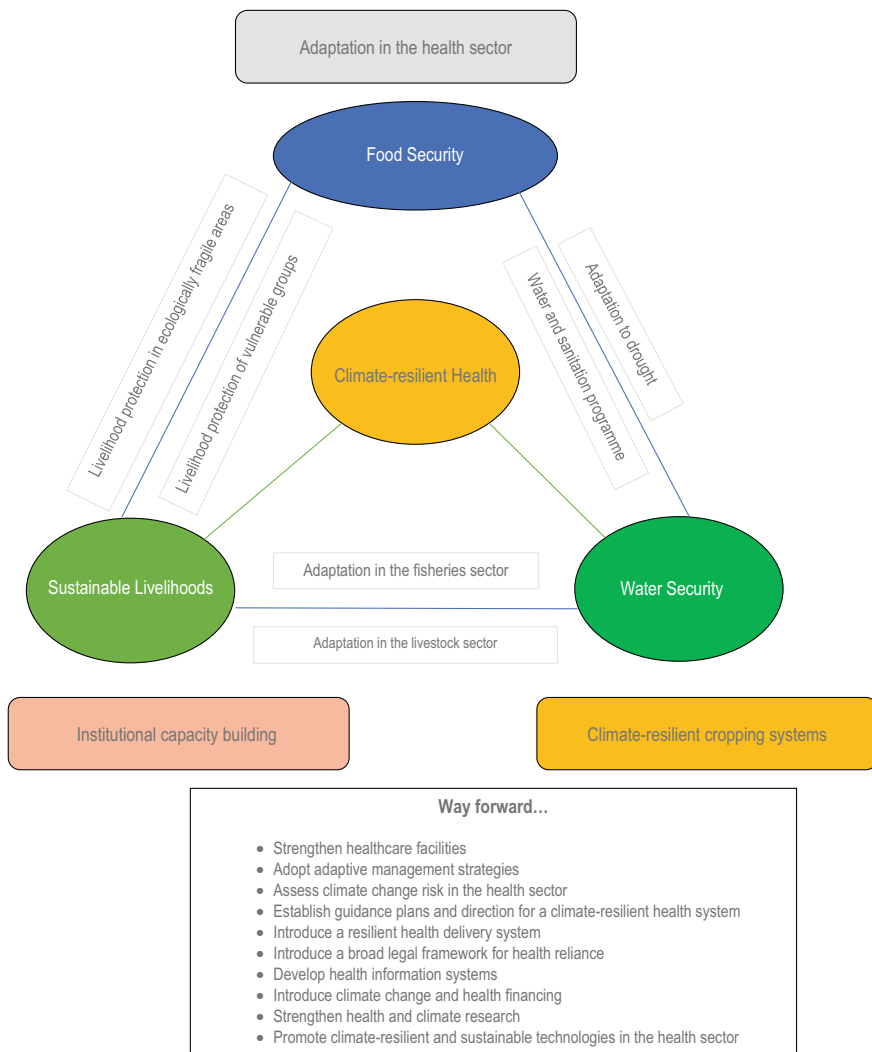 Adaptation in the health sector
Food Security
Livelihood protection in ecologically fragile areas
Livelihood protection of vulnerable groups
Water and sanitation programme
Adaptation to drought
Climate-resilient Health
Sustainable Livelihoods
Adaptation in the fisheries sector
Water Security
Adaptation in the livestock sector
Institutional capacity building
Climate-resilient cropping systems
Way forward…
• Strengthen healthcare facilities
• Adopt adaptive management strategies
• Assess climate change risk in the health sector
• Establish guidance plans and direction for a climate-resilient health system
• Introduce a resilient health delivery system
• Introduce a broad legal framework for health reliance
• Develop health information systems
• Introduce climate change and health financing
• Strengthen health and climate research
• Promote climate-resilient and sustainable technologies in the health sector